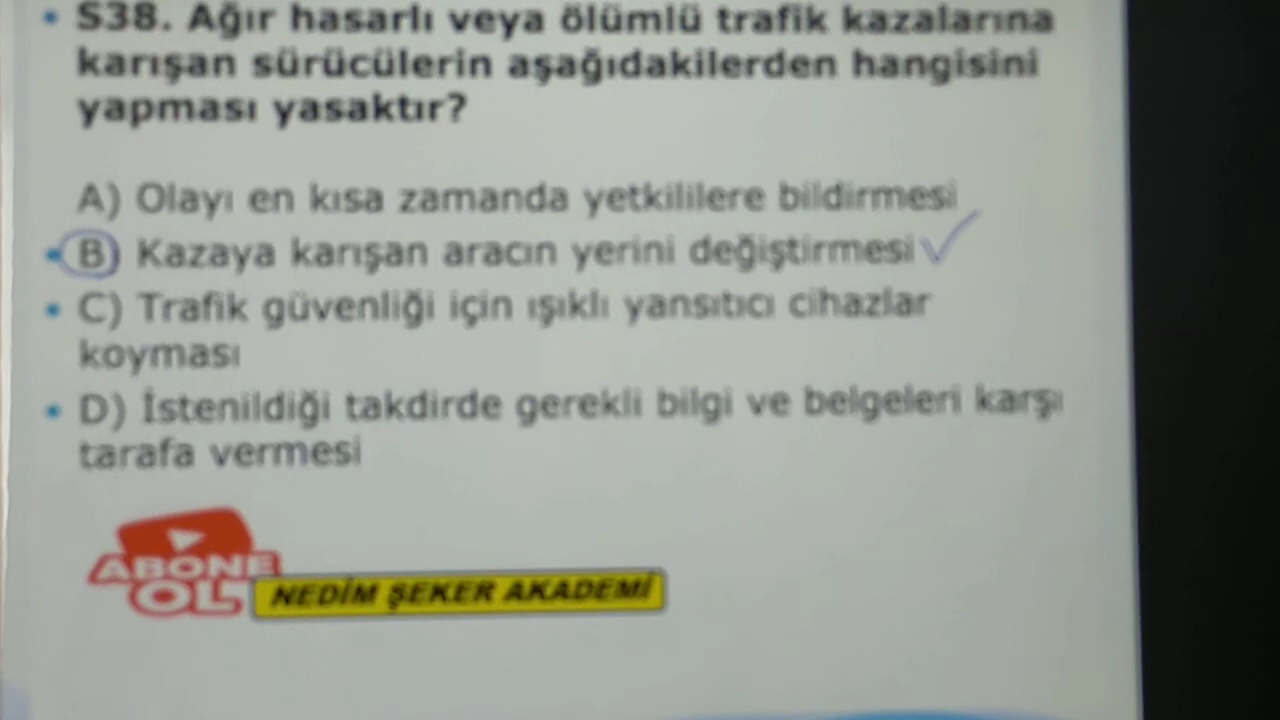 S38. Ağır hasarlı veya ölümlü trafik kazalarına
karışan sürücülerin aşağıdakilerden hangisini
yapması yasaktır?
A) Olayı en kısa zamanda yetkililere bildirmesi
B) Kazaya karışan aracın yerini değiştirmesi
C) Trafik güvenliği için ışıklı yansıtıcı cihazlar
koyması
D) İstenildiği takdirde gerekli bilgi ve belgeleri karşı
tarafa vermesi
ABONE
OL
NEDİM ŞEKER AKADEMİ